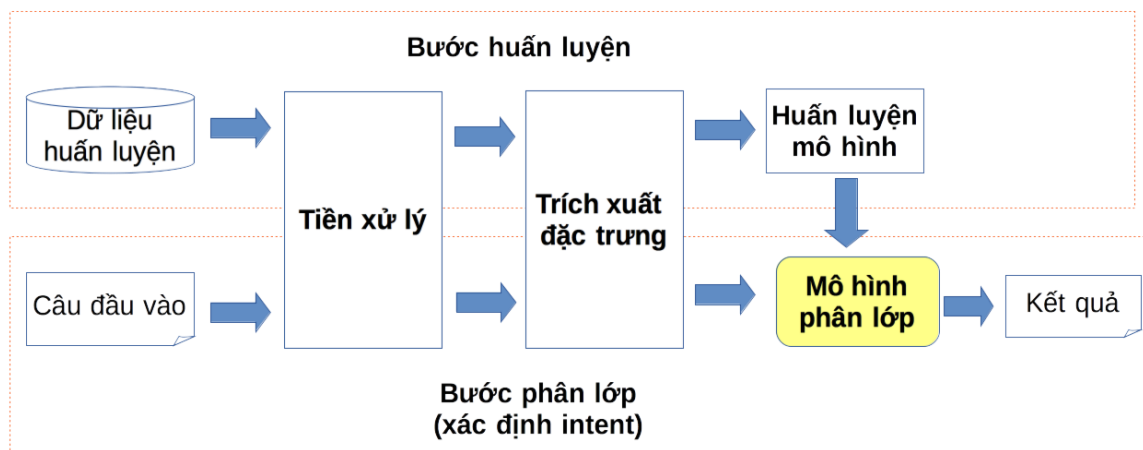 Bước huấn luyện
Dữ liệu
huấn luyện
Tiền xử lý
Trích xuất
đặc trưng
Huấn luyện
mô hình
Câu đầu vào
Mô hình
phân lớp
Kết quả
Bước phân lớp
(xác định intent)